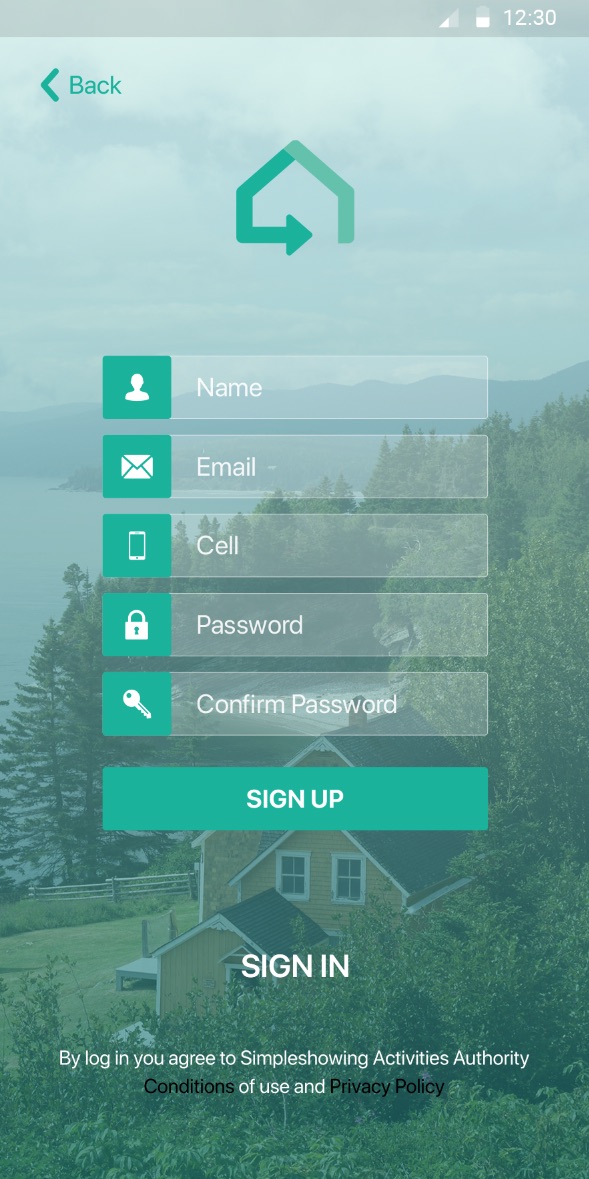 12:30
Back
Name
Email
Cell
Password
Confirm Password
SIGN UP
SIGN IN
By log in you agree to Simpleshowing Activities Authority
Conditions of use and Privacy Policy